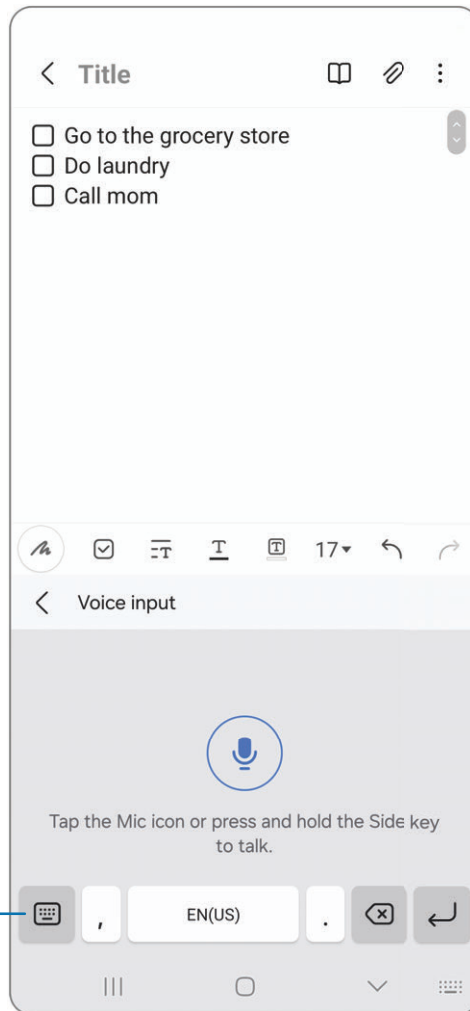 Title
Go to the grocery store
Do laundry
Call mom
17
Voice input
Tap the Mic icon or press and hold the Side key
to talk.
, EN(US) .